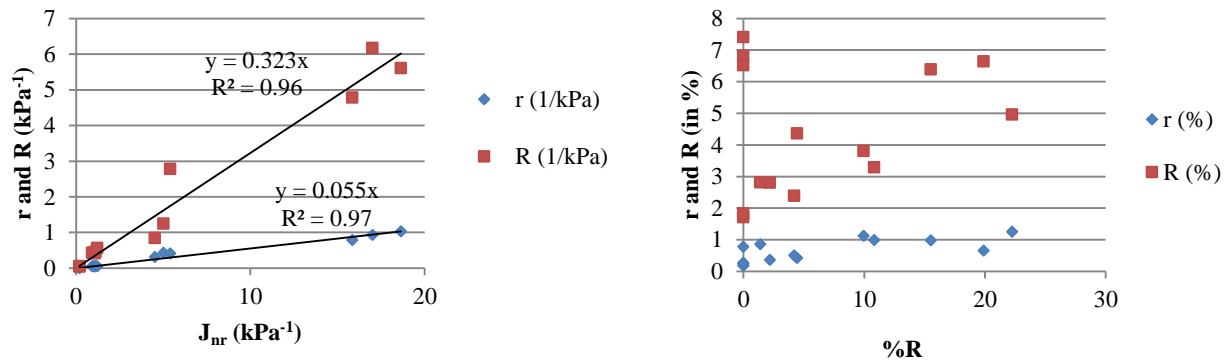 r and R (kPa⁻¹)
7
6
5
4
3
2
1
0
y = 0.323x
R² = 0.96
y = 0.055x
R² = 0.97
0 10 20
J_nr (kPa⁻¹)
r (1/kPa)
R (1/kPa)
r and R (in %)
8
7
6
5
4
3
2
1
0
0 10 20 30
%R
r (%)
R (%)